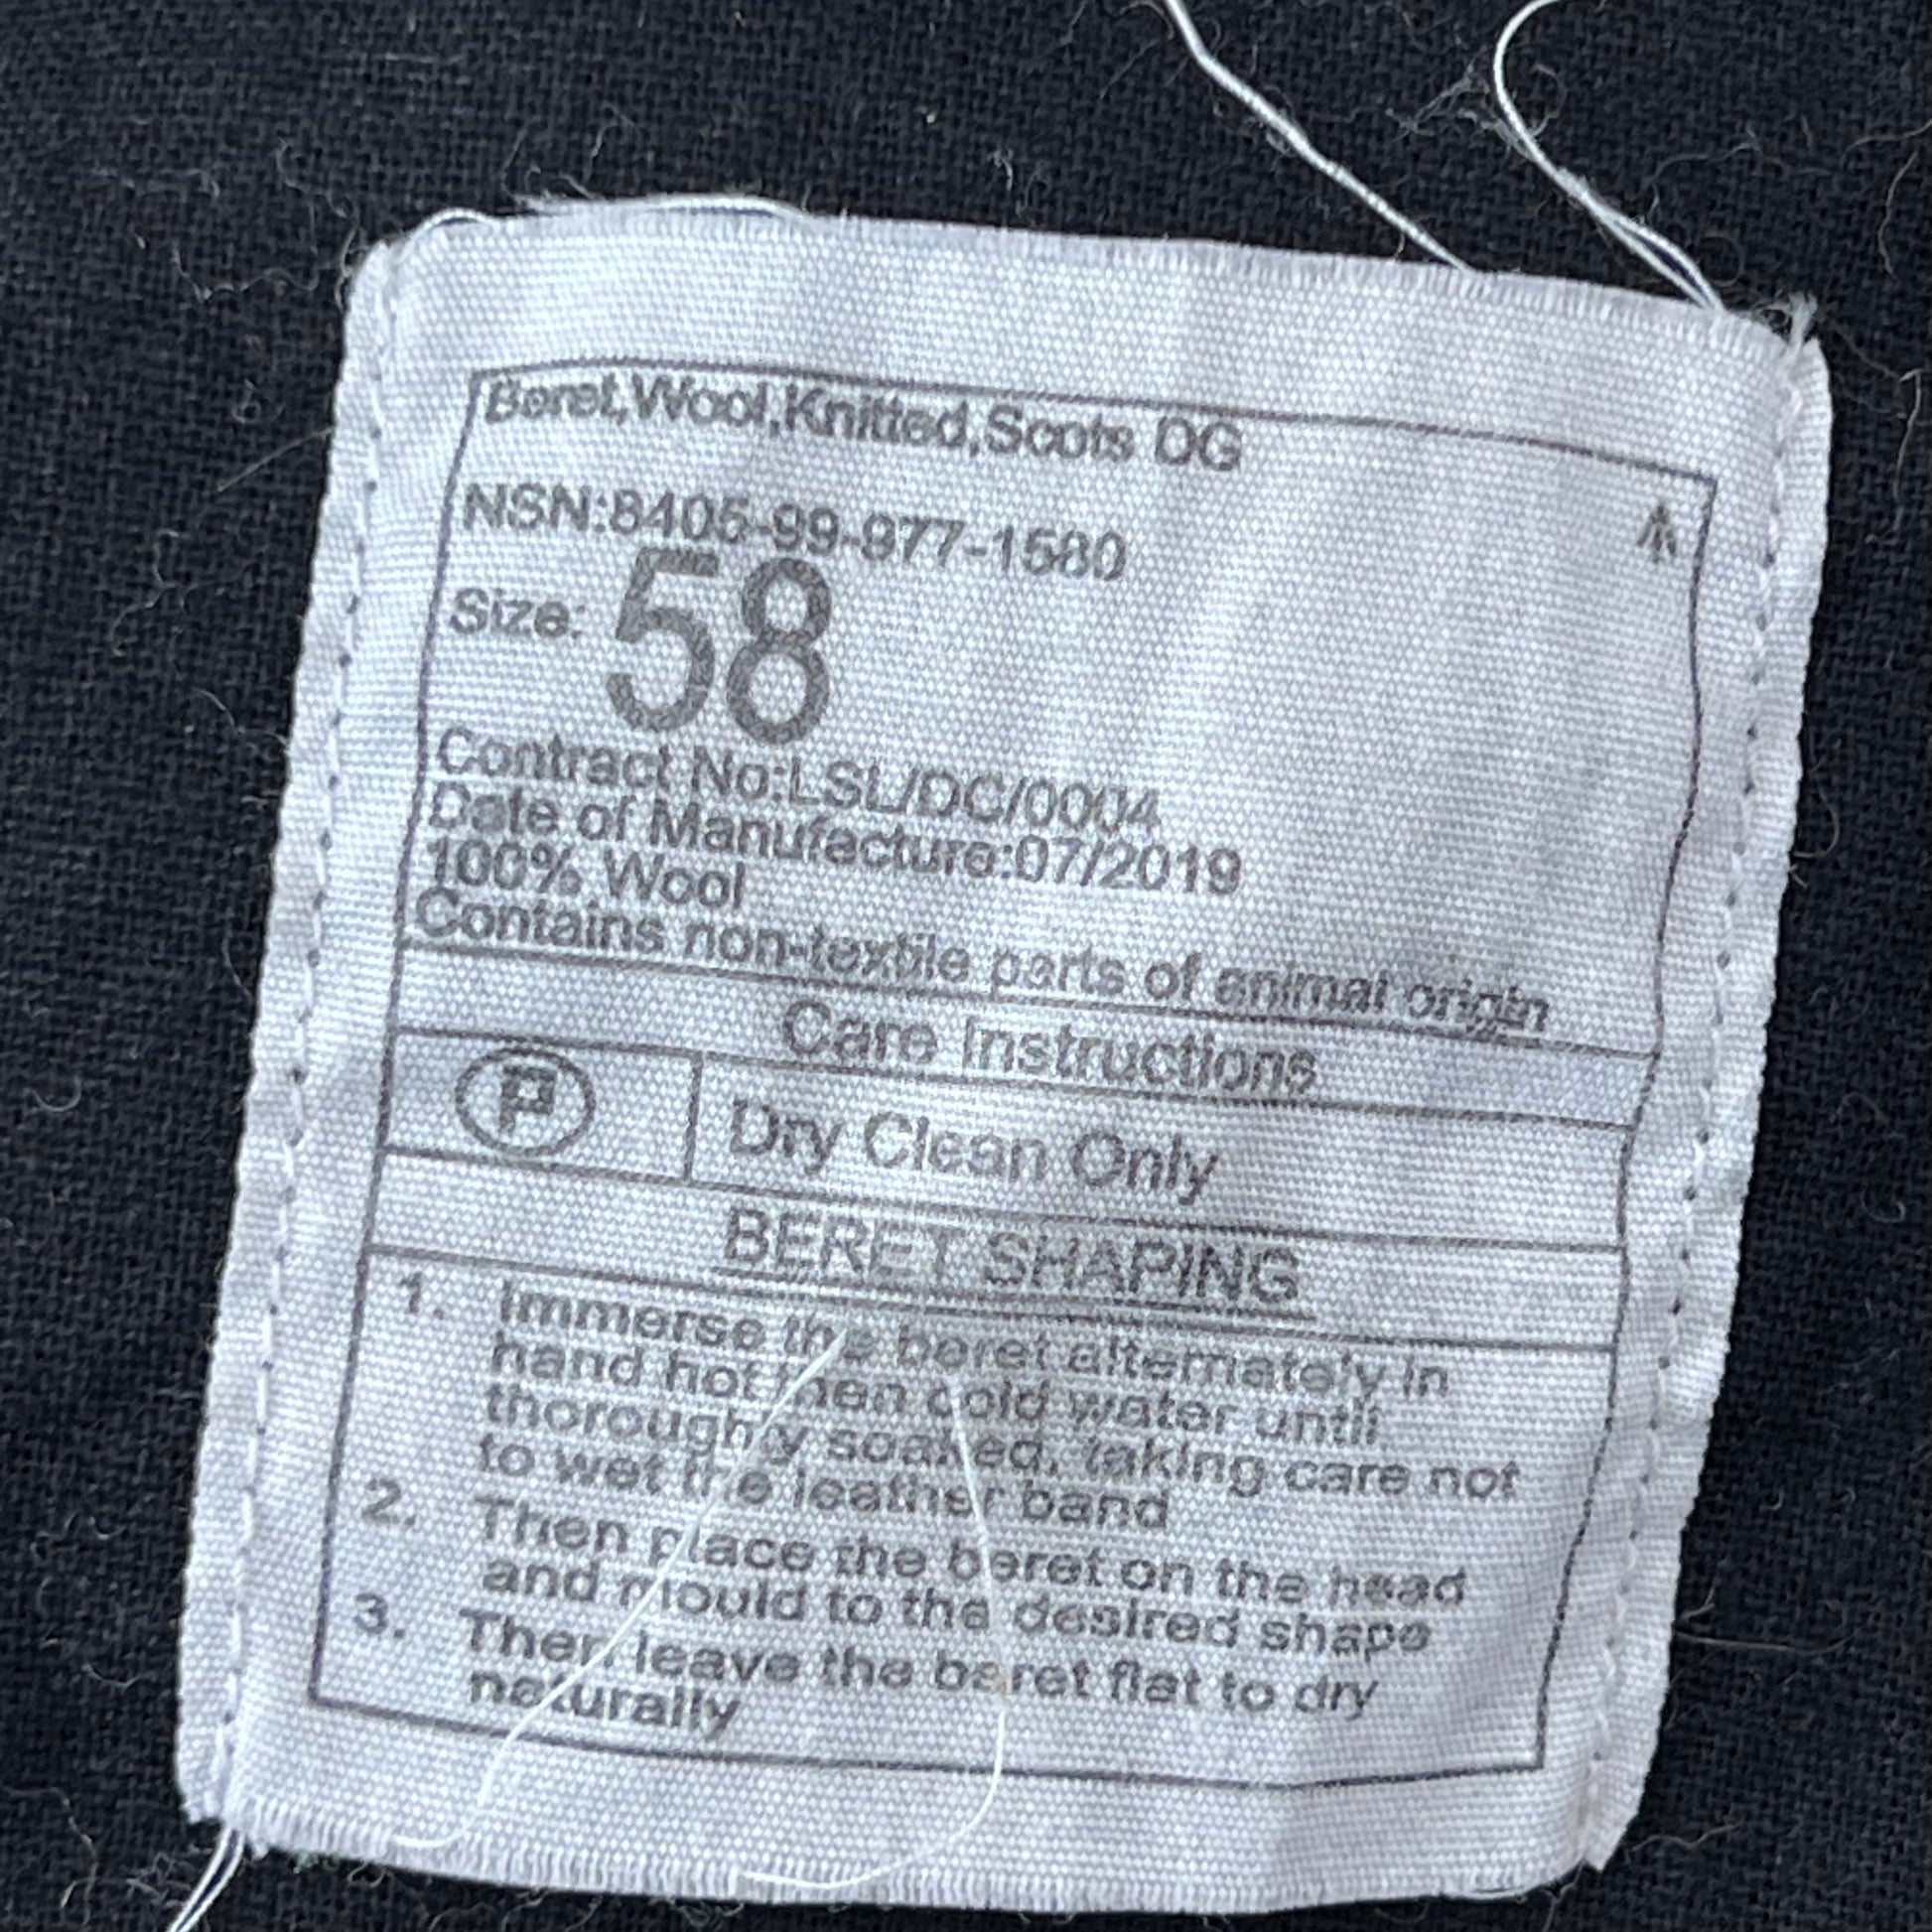 Beret,Wool,Knitted,Scots DG
NSN:8405-99-977-1580
Size: 58
Contract No:LSL/DC/0004
Date of Manufacture:07/2019
100% Wool
Contains non-textile parts of animal origin
Care Instructions
P Dry Clean Only
BERET SHAPING
1. Immerse the beret alternately in
hand hot then cold water until
thoroughly soaked, taking care not
to wet the leather band
2. Then place the beret on the head
and mould to the desired shape
3. Then leave the beret flat to dry
naturally